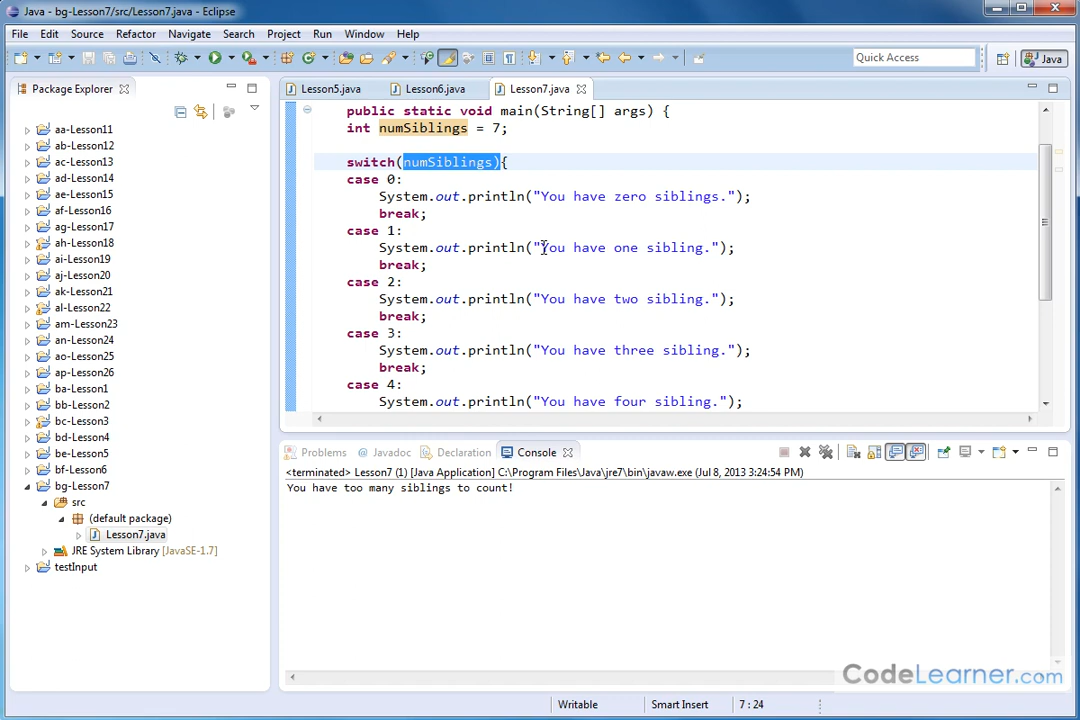 Java - bg-Lesson7/src/Lesson7.java - Eclipse
File Edit Source Refactor Navigate Search Project Run Window Help
Quick Access
Java
Package Explorer
Lesson5.java
Lesson6.java
Lesson7.java
aa-Lesson11
ab-Lesson12
ac-Lesson13
ad-Lesson14
ae-Lesson15
af-Lesson16
ag-Lesson17
ah-Lesson18
ai-Lesson19
aj-Lesson20
ak-Lesson21
al-Lesson22
am-Lesson23
an-Lesson24
ao-Lesson25
ap-Lesson26
ba-Lesson1
bb-Lesson2
bc-Lesson3
bd-Lesson4
be-Lesson5
bf-Lesson6
bg-Lesson7
src
(default package)
Lesson7.java
JRE System Library [JavaSE-1.7]
testInput
public static void main(String[] args) {
int numSiblings = 7;
switch(numSiblings){
case 0:
System.out.println("You have zero siblings.");
break;
case 1:
System.out.println("You have one sibling.");
break;
case 2:
System.out.println("You have two sibling.");
break;
case 3:
System.out.println("You have three sibling.");
break;
case 4:
System.out.println("You have four sibling.");
Problems
Javadoc
Declaration
Console
<terminated> Lesson7 (1) [Java Application] C:\Program Files\Java\jre7\bin\javaw.exe (Jul 8, 2013 3:24:54 PM)
You have too many siblings to count!
CodeLearner.com
Writable
Smart Insert
7 : 24